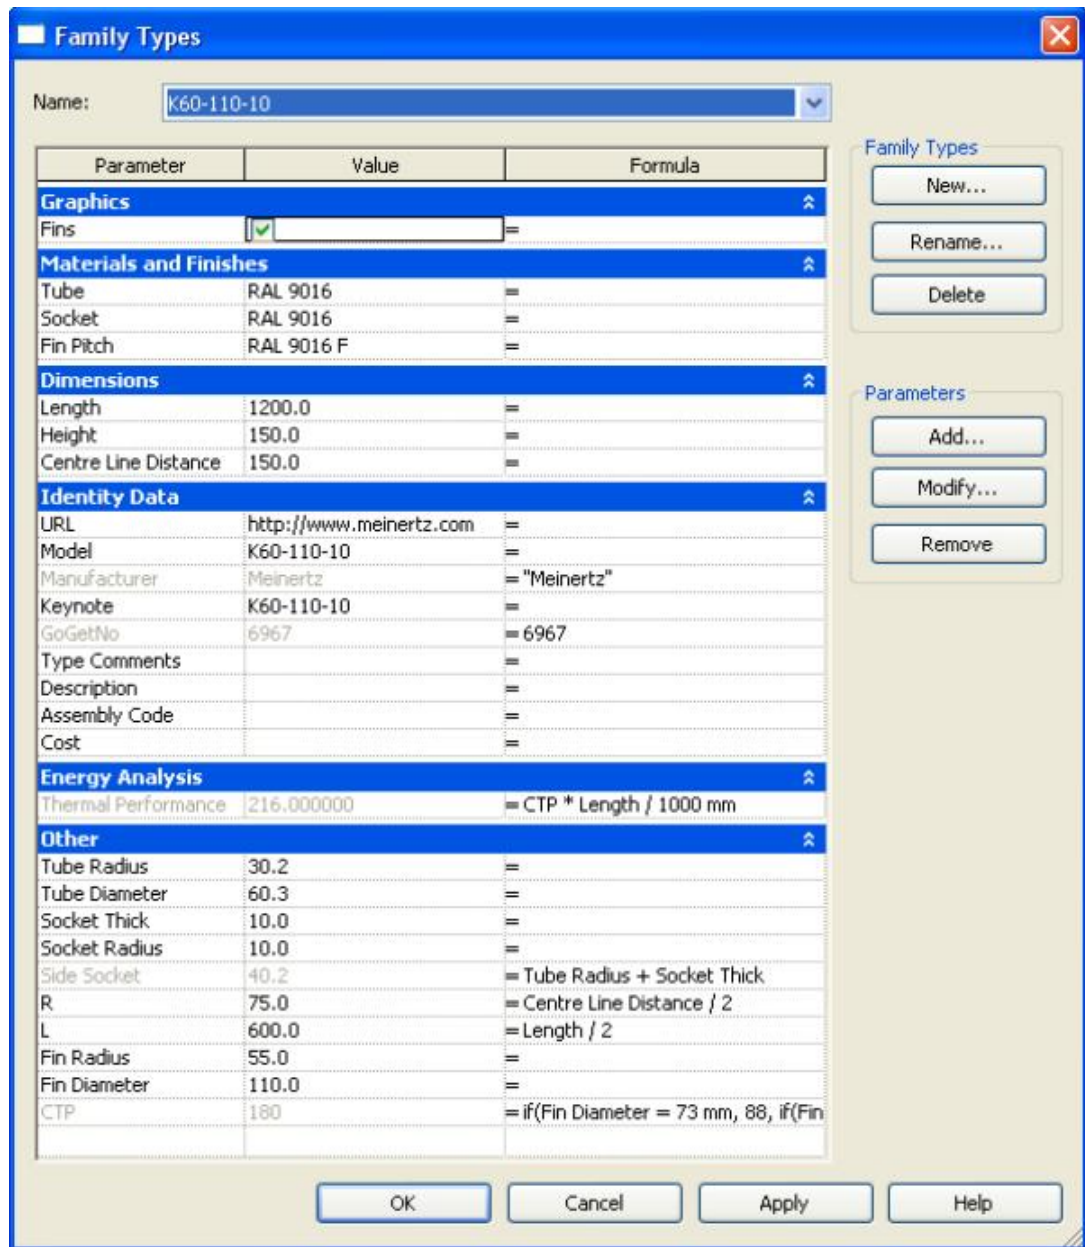 Family Types
Name: K60-110-10
Parameter Value Formula
Graphics
Fins =
Materials and Finishes
Tube RAL 9016 =
Socket RAL 9016 =
Fin Pitch RAL 9016 F =
Dimensions
Length 1200.0 =
Height 150.0 =
Centre Line Distance 150.0 =
Identity Data
URL http://www.meinertz.com =
Model K60-110-10 =
Manufacturer Meinertz = "Meinertz"
Keynote K60-110-10 =
GoGetNo 6967 = 6967
Type Comments =
Description =
Assembly Code =
Cost =
Energy Analysis
Thermal Performance 216.000000 = CTP * Length / 1000 mm
Other
Tube Radius 30.2 =
Tube Diameter 60.3 =
Socket Thick 10.0 =
Socket Radius 10.0 =
Side Socket 40.2 = Tube Radius + Socket Thick
R 75.0 = Centre Line Distance / 2
L 600.0 = Length / 2
Fin Radius 55.0 =
Fin Diameter 110.0 =
CTP 180 = if(Fin Diameter = 73 mm, 88, if(Fin
Family Types
New...
Rename...
Delete
Parameters
Add...
Modify...
Remove
OK Cancel Apply Help